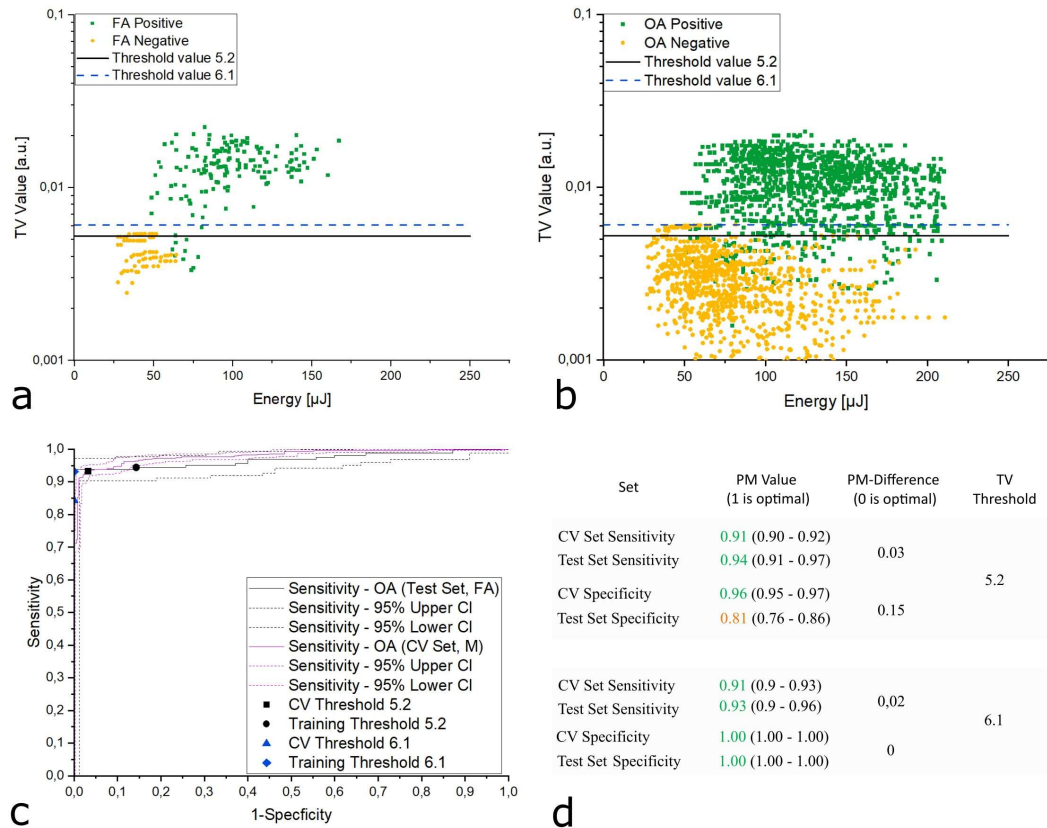 0,1
FA Positive
FA Negative
Threshold value 5.2
Threshold value 6.1
TV Value [a.u.]
0,01
0,001
0 50 100 150 200 250
Energy [µJ]
a
0,1
OA Positive
OA Negative
Threshold value 5.2
Threshold value 6.1
TV Value [a.u.]
0,01
0,001
0 50 100 150 200 250
Energy [µJ]
b
1,0
0,9
0,8
0,7
0,6
0,5
0,4
0,3
0,2
0,1
0,0
Sensitivity
Sensitivity - OA (Test Set, FA)
Sensitivity - 95% Upper CI
Sensitivity - 95% Lower CI
Sensitivity - OA (CV Set, M)
Sensitivity - 95% Upper CI
Sensitivity - 95% Lower CI
CV Threshold 5.2
Training Threshold 5.2
CV Threshold 6.1
Training Threshold 6.1
0,0 0,1 0,2 0,3 0,4 0,5 0,6 0,7 0,8 0,9 1,0
1-Specficity
c
Set PM Value (1 is optimal) PM-Difference (0 is optimal) TV Threshold
CV Set Sensitivity 0.91 (0.90 - 0.92)
Test Set Sensitivity 0.94 (0.91 - 0.97)
0.03
CV Specificity 0.96 (0.95 - 0.97)
Test Set Specificity 0.81 (0.76 - 0.86)
0.15
5.2
CV Set Sensitivity 0.91 (0.9 - 0.93)
Test Set Sensitivity 0.93 (0.9 - 0.96)
0,02
CV Specificity 1.00 (1.00 - 1.00)
Test Set Specificity 1.00 (1.00 - 1.00)
0
6.1
d